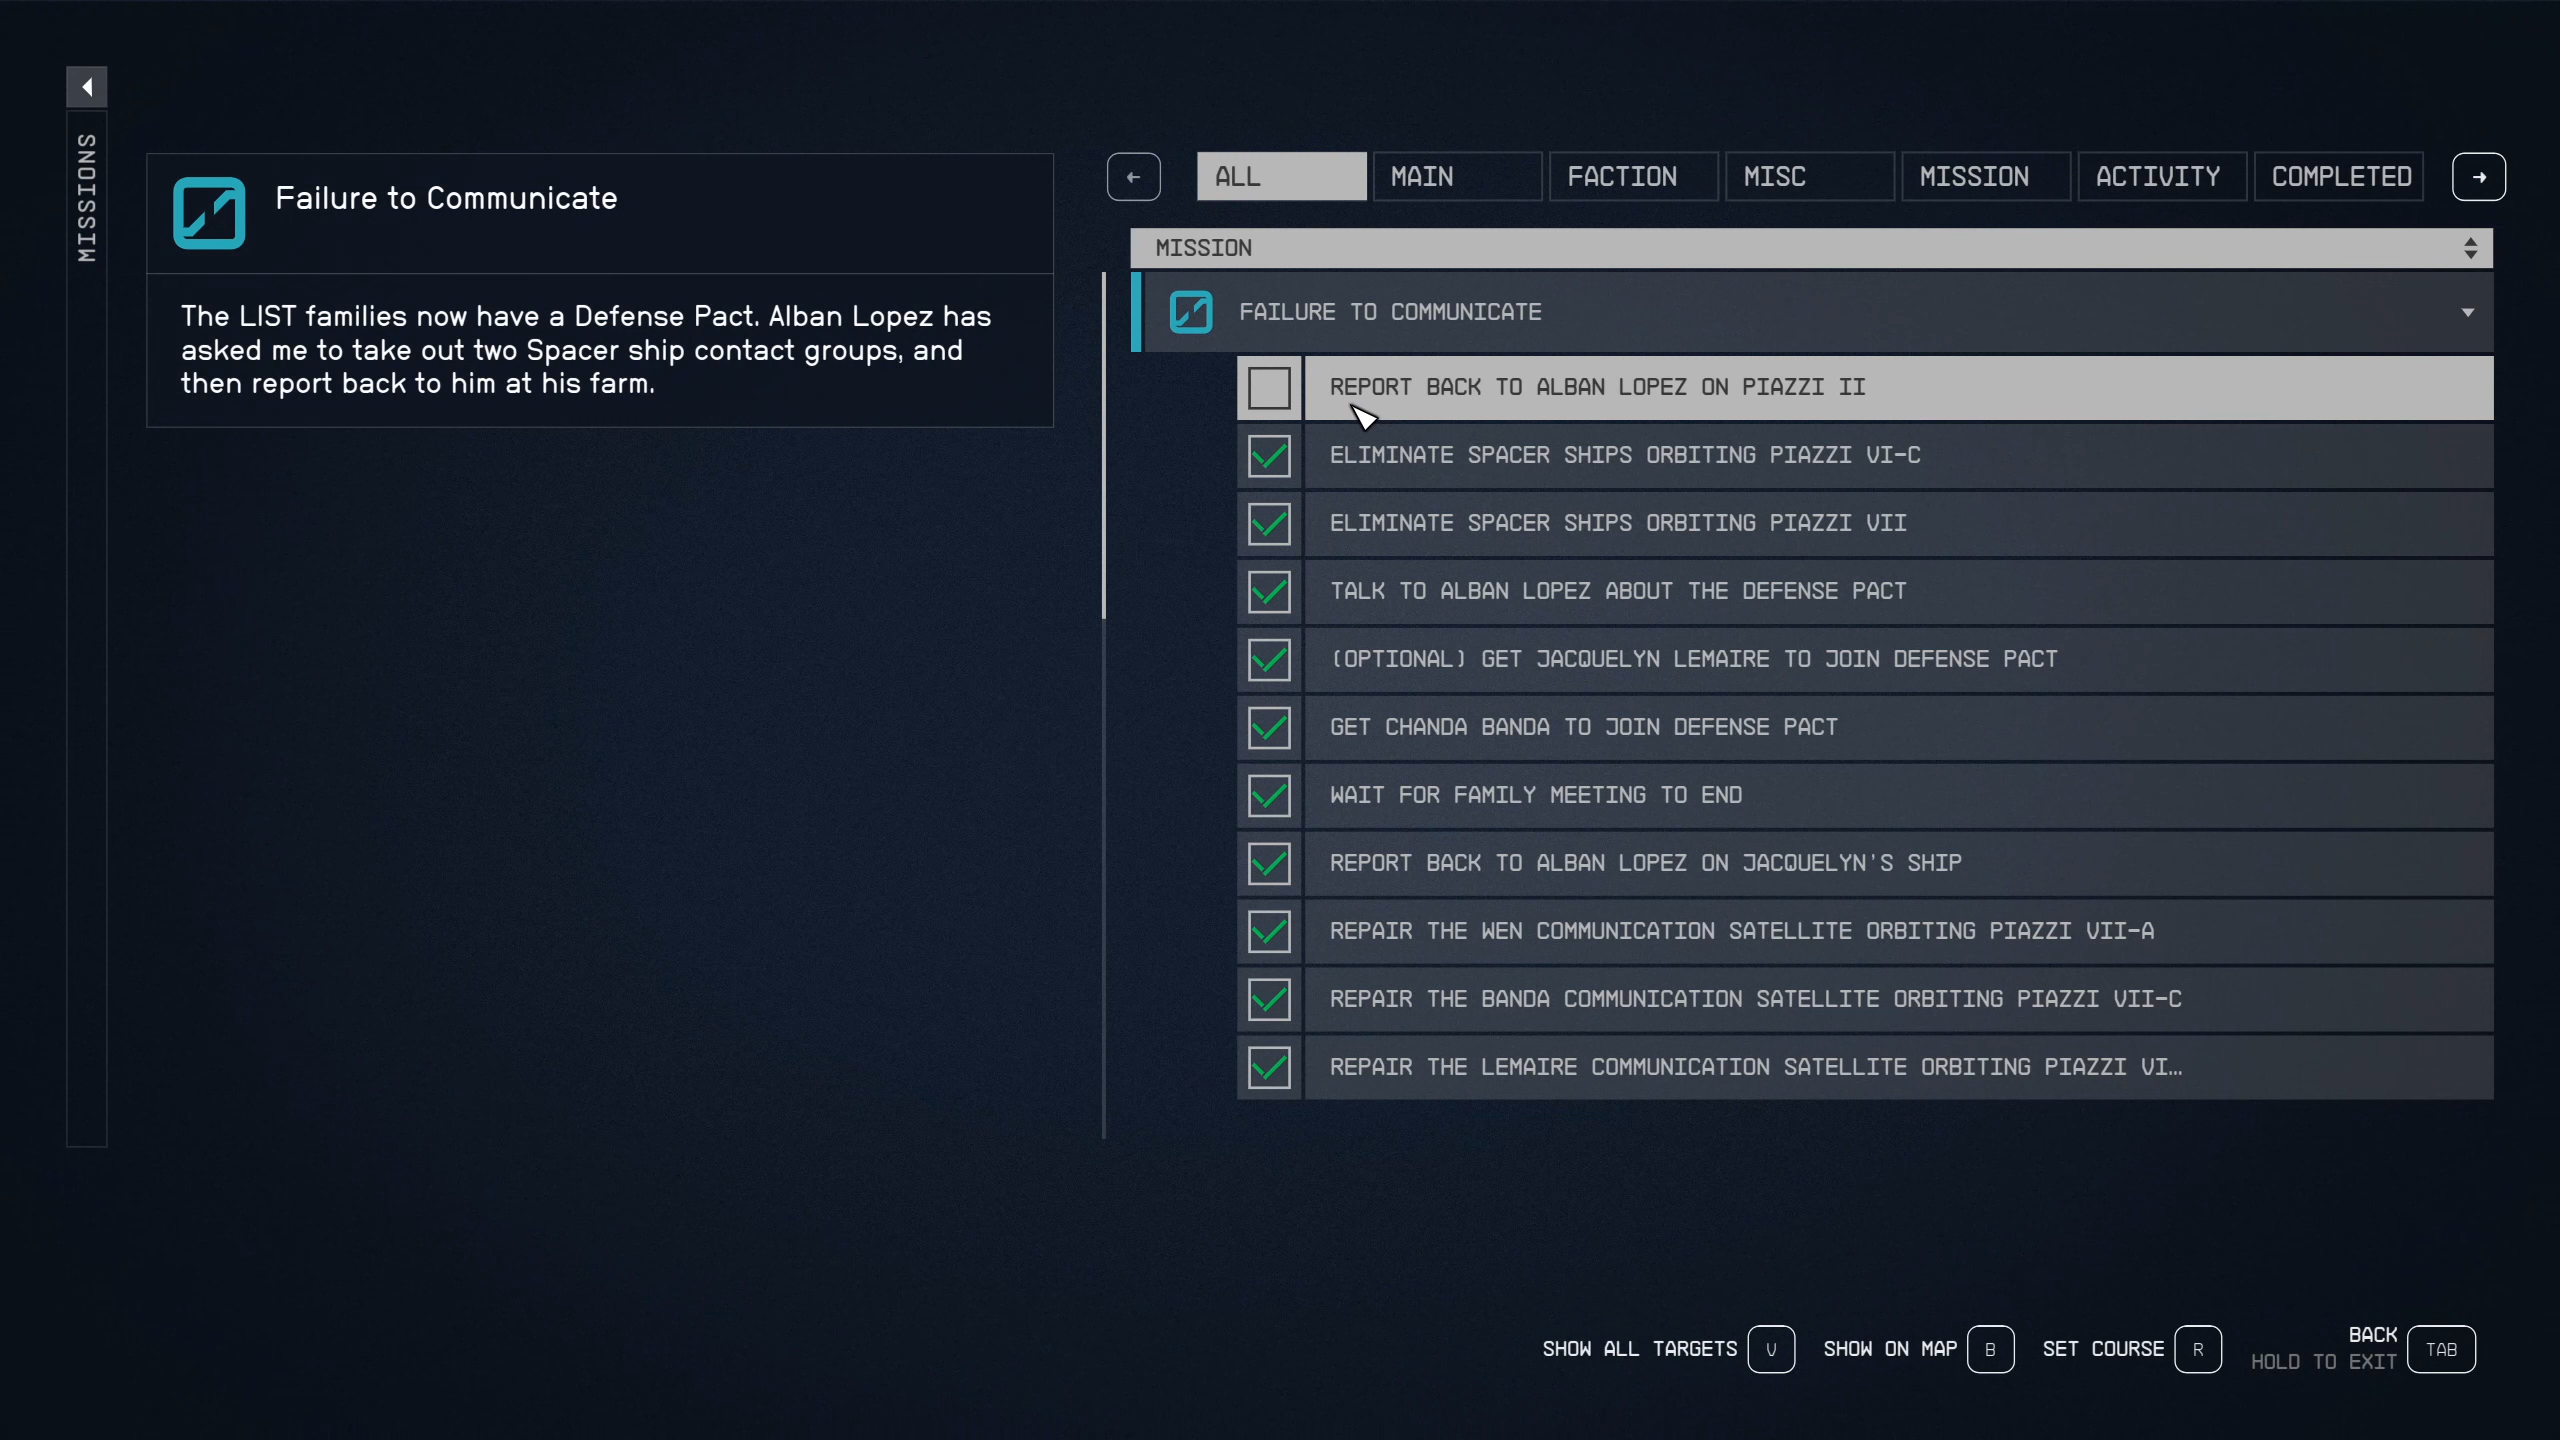 MISSIONS
Failure to Communicate
The LIST families now have a Defense Pact. Alban Lopez has
asked me to take out two Spacer ship contact groups, and
then report back to him at his farm.
ALL
MAIN
FACTION
MISC
MISSION
ACTIVITY
COMPLETED
MISSION
FAILURE TO COMMUNICATE
REPORT BACK TO ALBAN LOPEZ ON PIAZZI II
ELIMINATE SPACER SHIPS ORBITING PIAZZI VI-C
ELIMINATE SPACER SHIPS ORBITING PIAZZI VII
TALK TO ALBAN LOPEZ ABOUT THE DEFENSE PACT
(OPTIONAL) GET JACQUELYN LEMAIRE TO JOIN DEFENSE PACT
GET CHANDA BANDA TO JOIN DEFENSE PACT
WAIT FOR FAMILY MEETING TO END
REPORT BACK TO ALBAN LOPEZ ON JACQUELYN'S SHIP
REPAIR THE WEN COMMUNICATION SATELLITE ORBITING PIAZZI VII-A
REPAIR THE BANDA COMMUNICATION SATELLITE ORBITING PIAZZI VII-C
REPAIR THE LEMAIRE COMMUNICATION SATELLITE ORBITING PIAZZI VI...
SHOW ALL TARGETS V
SHOW ON MAP B
SET COURSE R
BACK
HOLD TO EXIT
TAB